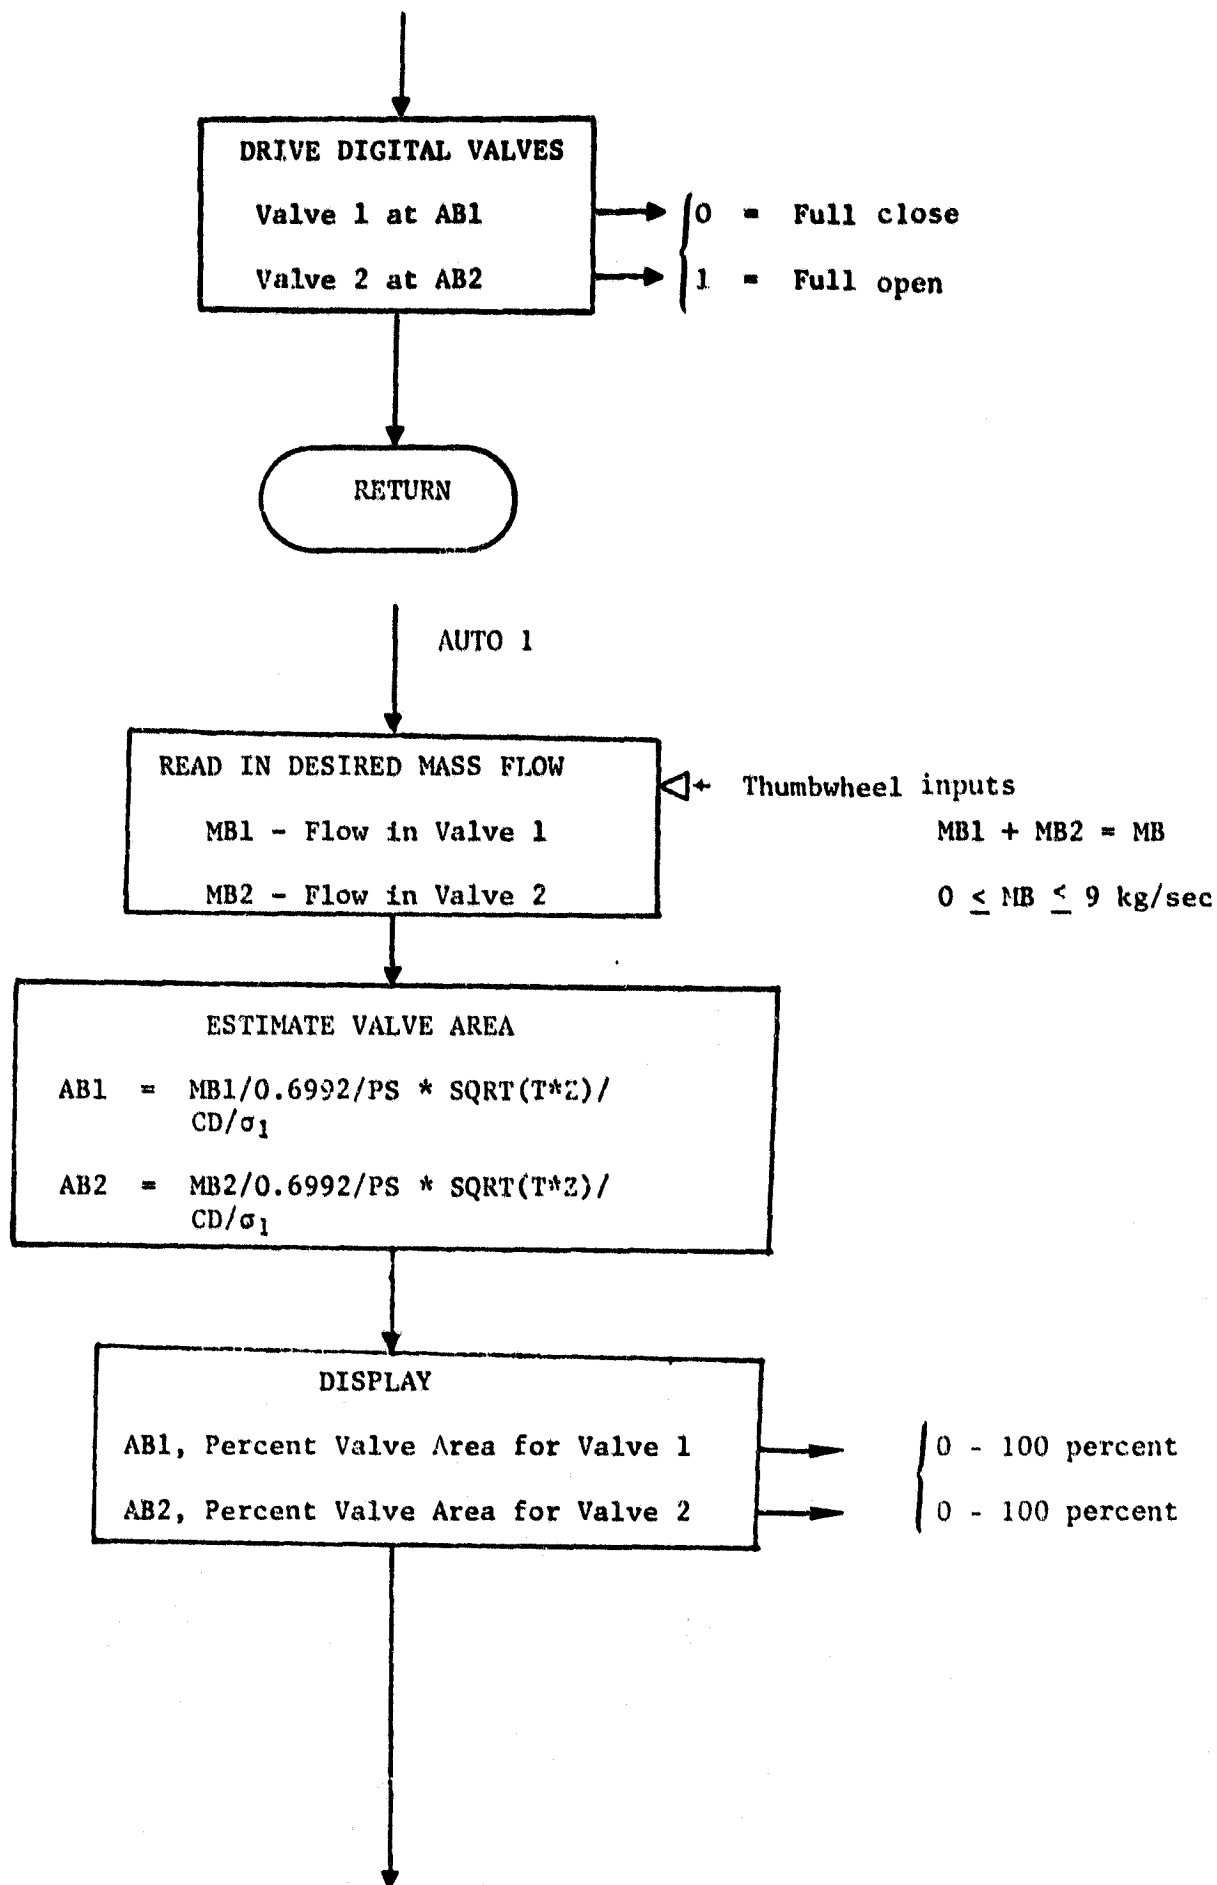 DRIVE DIGITAL VALVES
Valve 1 at AB1
0 = Full close
Valve 2 at AB2
1 = Full open
RETURN
AUTO 1
READ IN DESIRED MASS FLOW
Thumbwheel inputs
MB1 - Flow in Valve 1
MB1 + MB2 = MB
MB2 - Flow in Valve 2
0 ≤ MB ≤ 9 kg/sec
ESTIMATE VALVE AREA
AB1 = MB1/0.6992/PS * SQRT(T*Z)/
CD/σ1
AB2 = MB2/0.6992/PS * SQRT(T*Z)/
CD/σ1
DISPLAY
AB1, Percent Valve Area for Valve 1
0 - 100 percent
AB2, Percent Valve Area for Valve 2
0 - 100 percent